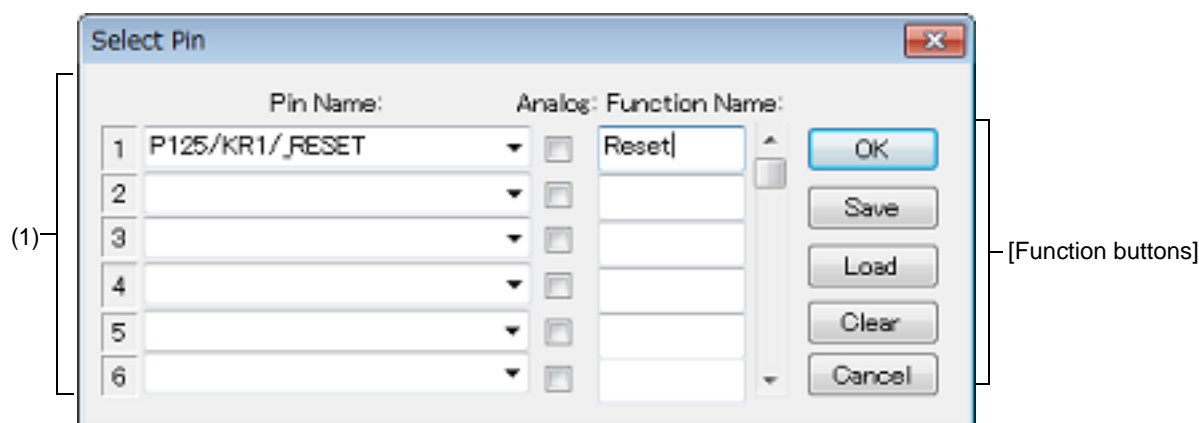 Select Pin
Pin Name: Analog: Function Name:
1 P125/KR1/_RESET Reset OK
2 Save
3
(1) [Function buttons]
4 Load
5 Clear
6 Cancel